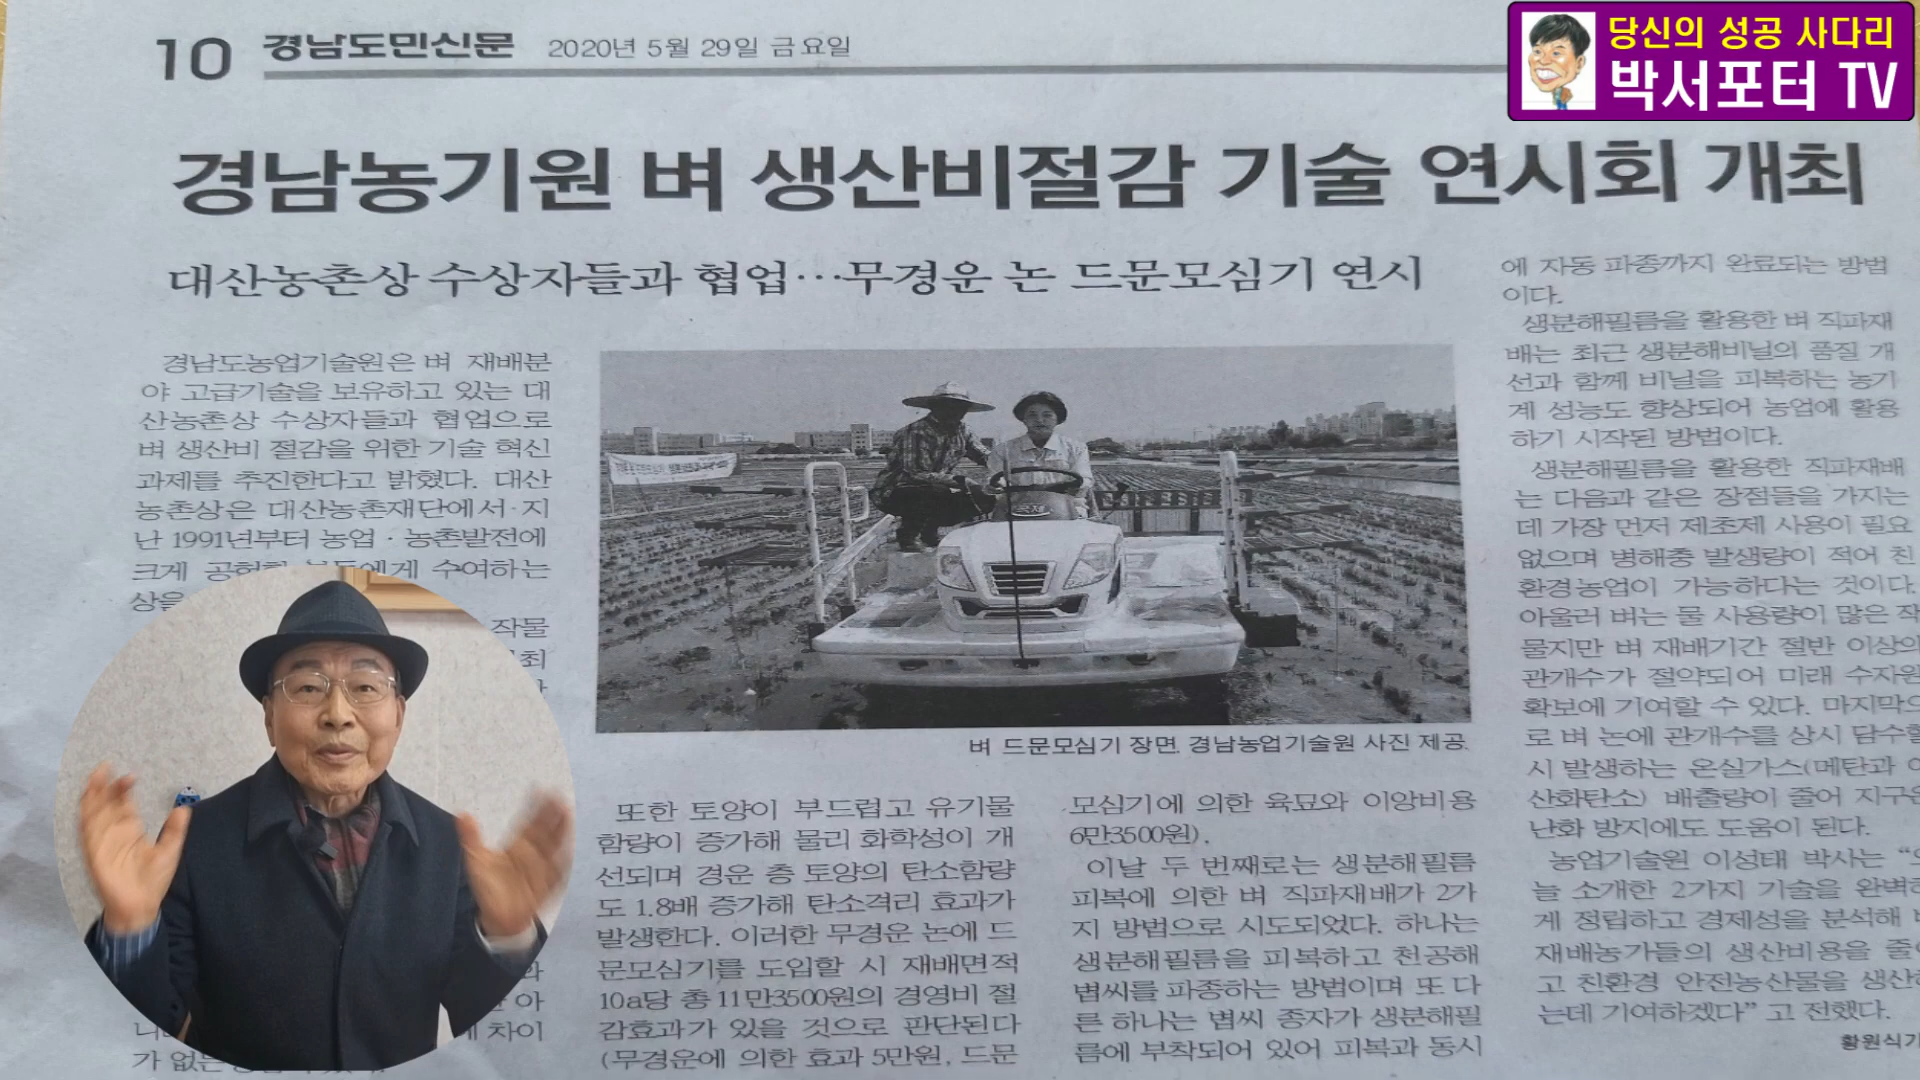 10 경남도민신문 2020년 5월 29일 금요일
당신의 성공 사다리
박서포터 TV
경남농기원 벼 생산비절감 기술 연시회 개최
대산농촌상 수상자들과 협업…무경운 논 드문모심기 연시
경남도농업기술원은 벼 재배분
야 고급기술을 보유하고 있는 대
산농촌상 수상자들과 협업으로
벼 생산비 절감을 위한 기술 혁신
과제를 추진한다고 밝혔다. 대산
농촌상은 대산농촌재단에서 지
난 1991년부터 농업·농촌발전에
크게 수여하는
상을
작물
차이
가 없는
벼 드문모심기 장면. 경남농업기술원 사진 제공.
또한 토양이 부드럽고 유기물
함량이 증가해 물리 화학성이 개
선되며 경운 층 토양의 탄소함량
도 1.8배 증가해 탄소격리 효과가
발생한다. 이러한 무경운 논에 드
문모심기를 도입할 시 재배면적
10a당 총 11만3500원의 경영비 절
감효과가 있을 것으로 판단된다
(무경운에 의한 효과 5만원, 드문
모심기에 의한 육묘와 이앙비용
6만3500원).
이날 두 번째로는 생분해필름
피복에 의한 벼 직파재배가 2가
지 방법으로 시도되었다. 하나는
생분해필름을 피복하고 천공해
볍씨를 파종하는 방법이며 또 다
른 하나는 볍씨 종자가 생분해필
름에 부착되어 있어 피복과 동시
에 자동 파종까지 완료되는 방법
이다.
생분해필름을 활용한 벼 직파재
배는 최근 생분해비닐의 품질 개
선과 함께 비닐을 피복하는 농기
계 성능도 향상되어 농업에 활용
하기 시작된 방법이다.
생분해필름을 활용한 직파재배
는 다음과 같은 장점들을 가지는
데 가장 먼저 제초제 사용이 필요
없으며 병해충 발생량이 적어 친
환경농업이 가능하다는 것이다.
아울러 벼는 물 사용량이 많은 작
물지만 벼 재배기간 절반 이상의
관개수가 절약되어 미래 수자원
확보에 기여할 수 있다. 마지막으
로 벼 논에 관개수를 상시 담수할
시 발생하는 온실가스(메탄과 이
산화탄소) 배출량이 줄어 지구온
난화 방지에도 도움이 된다.
농업기술원 이성태 박사는 “오
늘 소개한 2가지 기술을 완벽하
게 정립하고 경제성을 분석해
재배농가들의 생산비용을 줄이
고 친환경 안전농산물을 생산하
는데 기여하겠다” 고 전했다.
황원식기